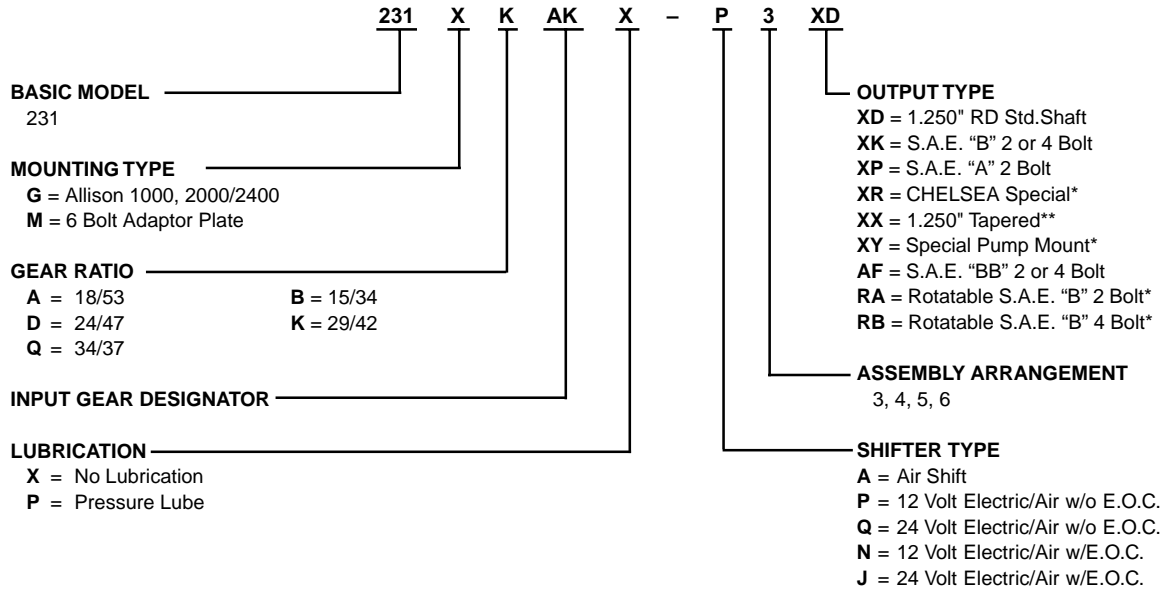 231 X K AK X – P 3 XD
BASIC MODEL
231
MOUNTING TYPE
G = Allison 1000, 2000/2400
M = 6 Bolt Adaptor Plate
GEAR RATIO
A = 18/53 B = 15/34
D = 24/47 K = 29/42
Q = 34/37
INPUT GEAR DESIGNATOR
LUBRICATION
X = No Lubrication
P = Pressure Lube
OUTPUT TYPE
XD = 1.250" RD Std.Shaft
XK = S.A.E. “B” 2 or 4 Bolt
XP = S.A.E. “A” 2 Bolt
XR = CHELSEA Special*
XX = 1.250" Tapered**
XY = Special Pump Mount*
AF = S.A.E. “BB” 2 or 4 Bolt
RA = Rotatable S.A.E. “B” 2 Bolt*
RB = Rotatable S.A.E. “B” 4 Bolt*
ASSEMBLY ARRANGEMENT
3, 4, 5, 6
SHIFTER TYPE
A = Air Shift
P = 12 Volt Electric/Air w/o E.O.C.
Q = 24 Volt Electric/Air w/o E.O.C.
N = 12 Volt Electric/Air w/E.O.C.
J = 24 Volt Electric/Air w/E.O.C.